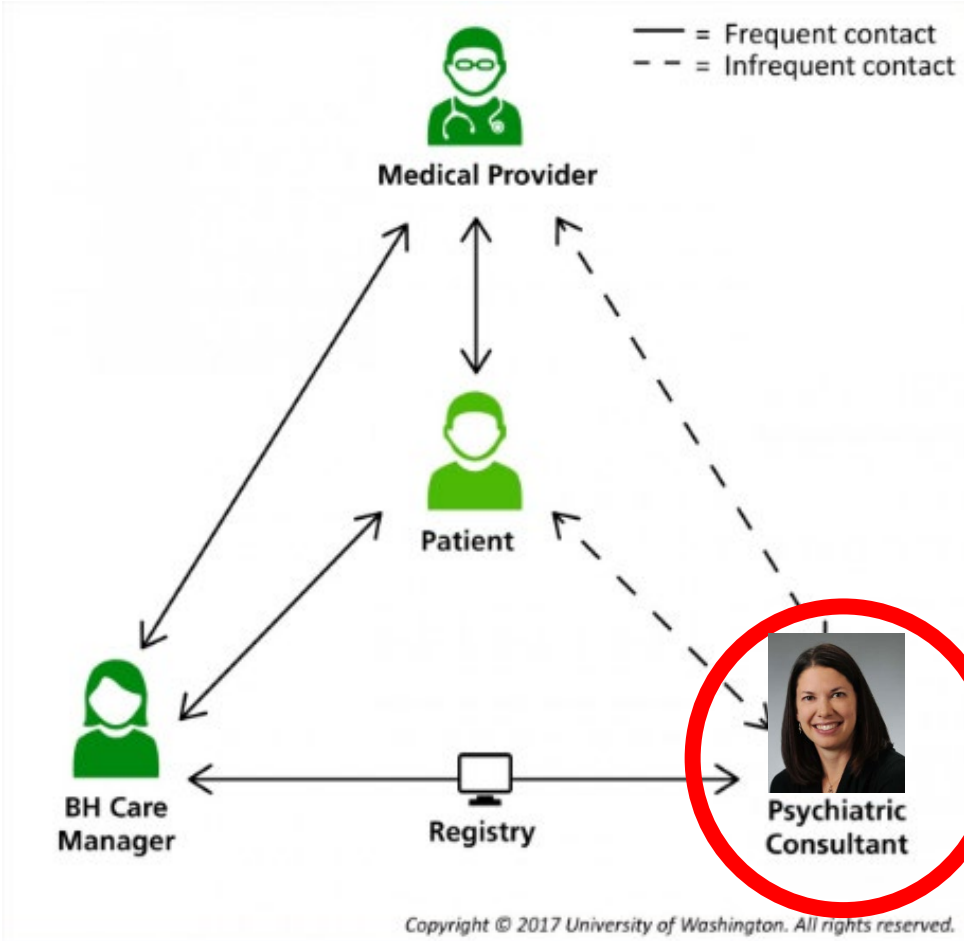 — = Frequent contact
– – = Infrequent contact
Medical Provider
Patient
BH Care
Manager
Registry
Psychiatric
Consultant
Copyright © 2017 University of Washington. All rights reserved.